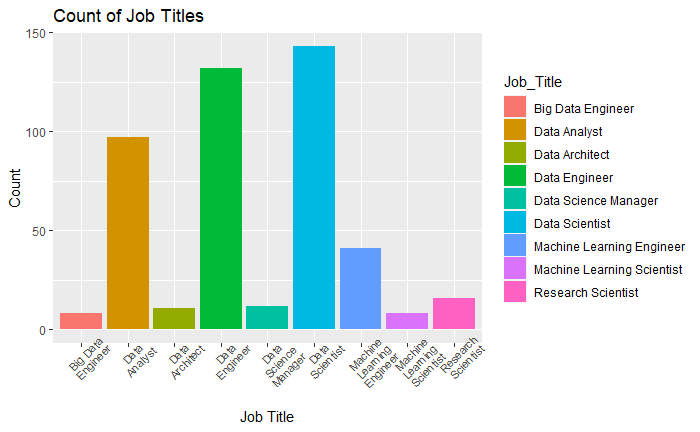 Count of Job Titles
150
100
50
0
Count
Big Data
Engineer
Data
Analyst
Data
Architect
Data
Engineer
Data
Science
Manager
Data
Scientist
Machine
Learning
Engineer
Machine
Learning
Scientist
Research
Scientist
Job Title
Job_Title
Big Data Engineer
Data Analyst
Data Architect
Data Engineer
Data Science Manager
Data Scientist
Machine Learning Engineer
Machine Learning Scientist
Research Scientist